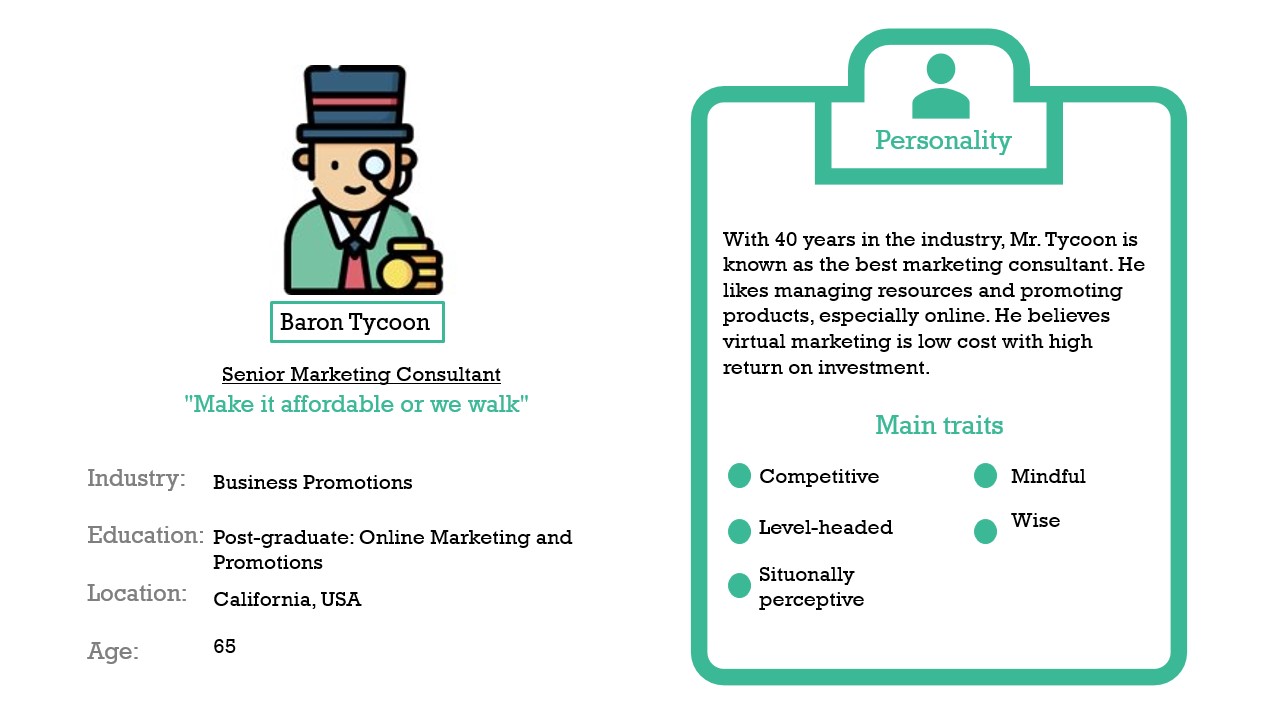 Baron Tycoon
Senior Marketing Consultant
"Make it affordable or we walk"
Industry: Business Promotions
Education: Post-graduate: Online Marketing and
Promotions
Location: California, USA
Age: 65
Personality
With 40 years in the industry, Mr. Tycoon is
known as the best marketing consultant. He
likes managing resources and promoting
products, especially online. He believes
virtual marketing is low cost with high
return on investment.
Main traits
Competitive
Level-headed
Situonally
perceptive
Mindful
Wise